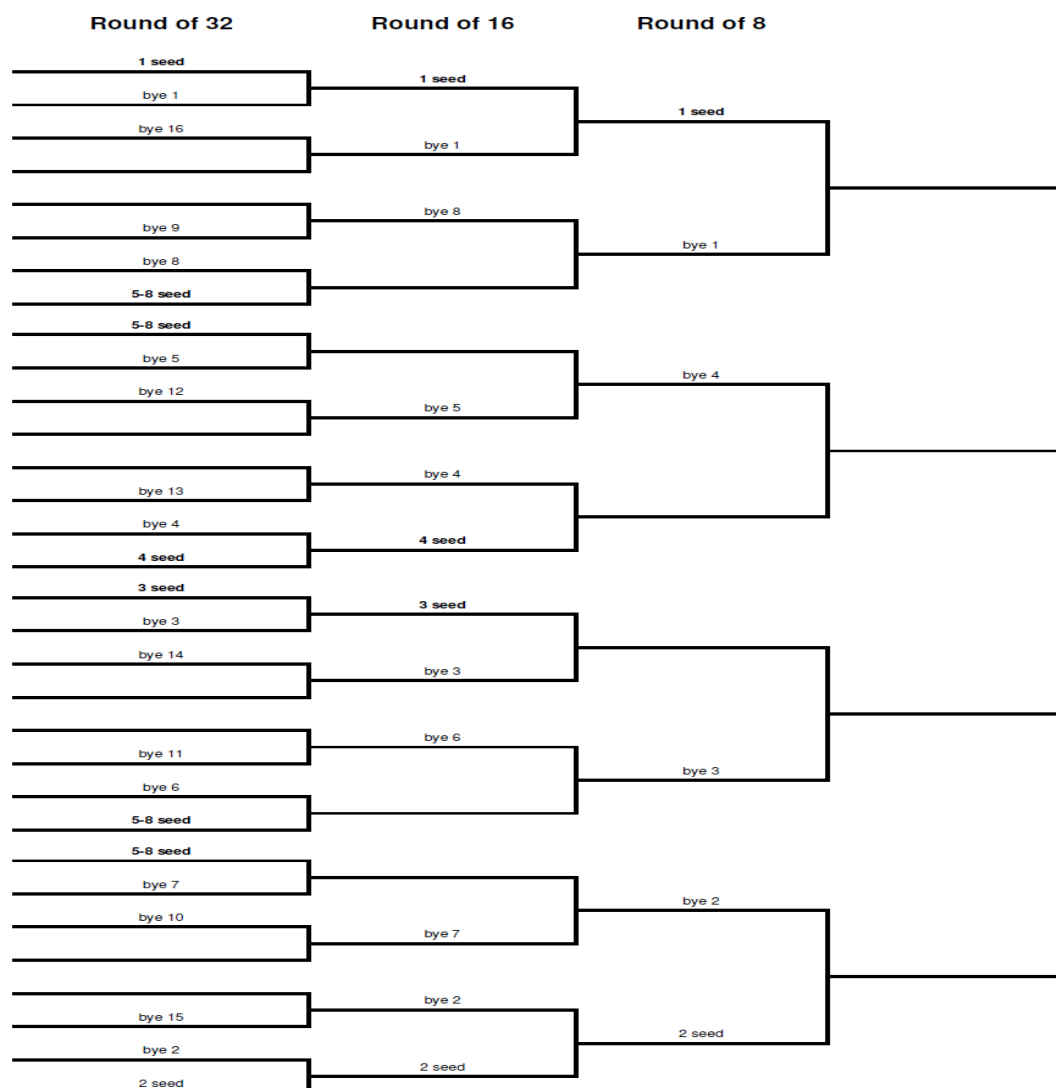 Round of 32 Round of 16 Round of 8
1 seed
1 seed
bye 1
1 seed
bye 16
bye 1
bye 8
bye 9
bye 1
bye 8
5-8 seed
5-8 seed
bye 5
bye 4
bye 12
bye 5
bye 4
bye 13
bye 4
4 seed
4 seed
3 seed
3 seed
bye 3
bye 14
bye 3
bye 6
bye 11
bye 3
bye 6
5-8 seed
5-8 seed
bye 7
bye 2
bye 10
bye 7
bye 2
bye 15
2 seed
bye 2
2 seed
2 seed